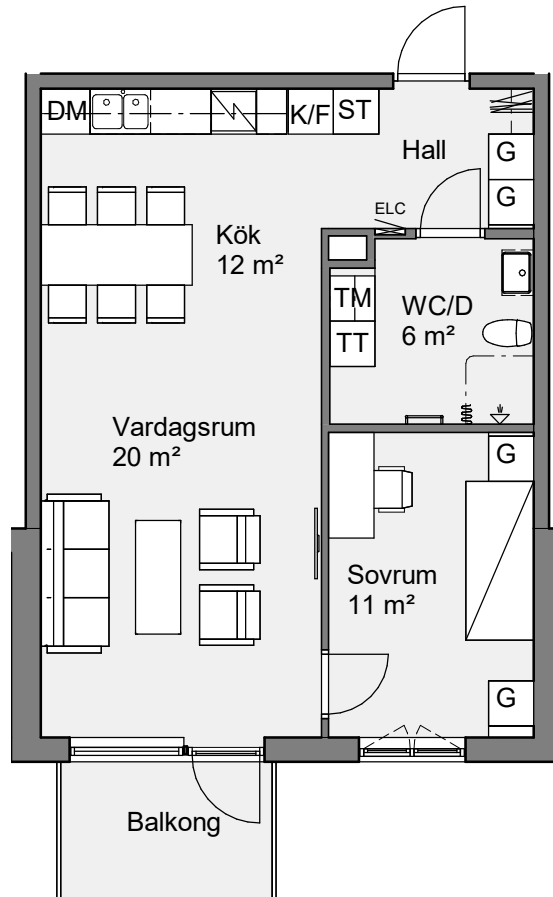 DM
K/F
ST
Hall
G
G
ELC
Kök
12 m²
TM
WC/D
6 m²
TT
Vardagsrum
20 m²
G
Sovrum
11 m²
G
Balkong